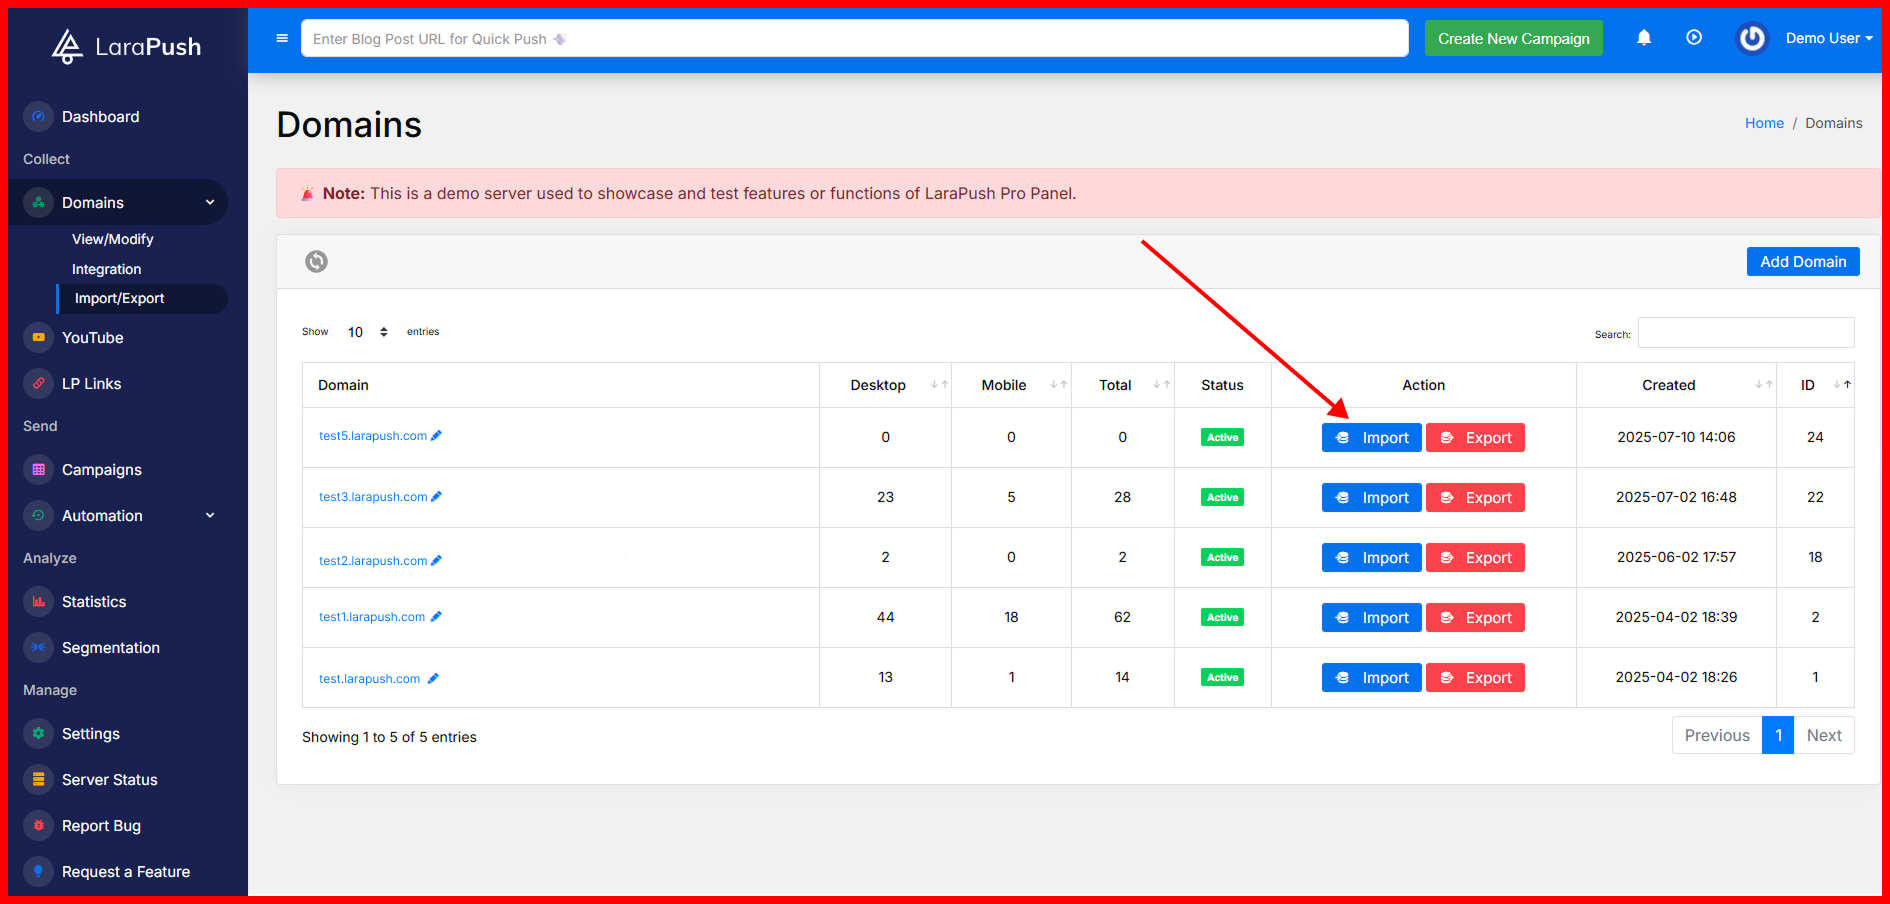 LaraPush
Enter Blog Post URL for Quick Push
Create New Campaign
Demo User
Dashboard
Collect
Domains
View/Modify
Integration
Import/Export
YouTube
LP Links
Send
Campaigns
Automation
Analyze
Statistics
Segmentation
Manage
Settings
Server Status
Report Bug
Request a Feature
Domains
Home / Domains
Note: This is a demo server used to showcase and test features or functions of LaraPush Pro Panel.
Add Domain
Show 10 entries
Search:
Domain Desktop Mobile Total Status Action Created ID
test5.larapush.com 0 0 0 Active Import Export 2025-07-10 14:06 24
test3.larapush.com 23 5 28 Active Import Export 2025-07-02 16:48 22
test2.larapush.com 2 0 2 Active Import Export 2025-06-02 17:57 18
test1.larapush.com 44 18 62 Active Import Export 2025-04-02 18:39 2
test.larapush.com 13 1 14 Active Import Export 2025-04-02 18:26 1
Showing 1 to 5 of 5 entries
Previous 1 Next